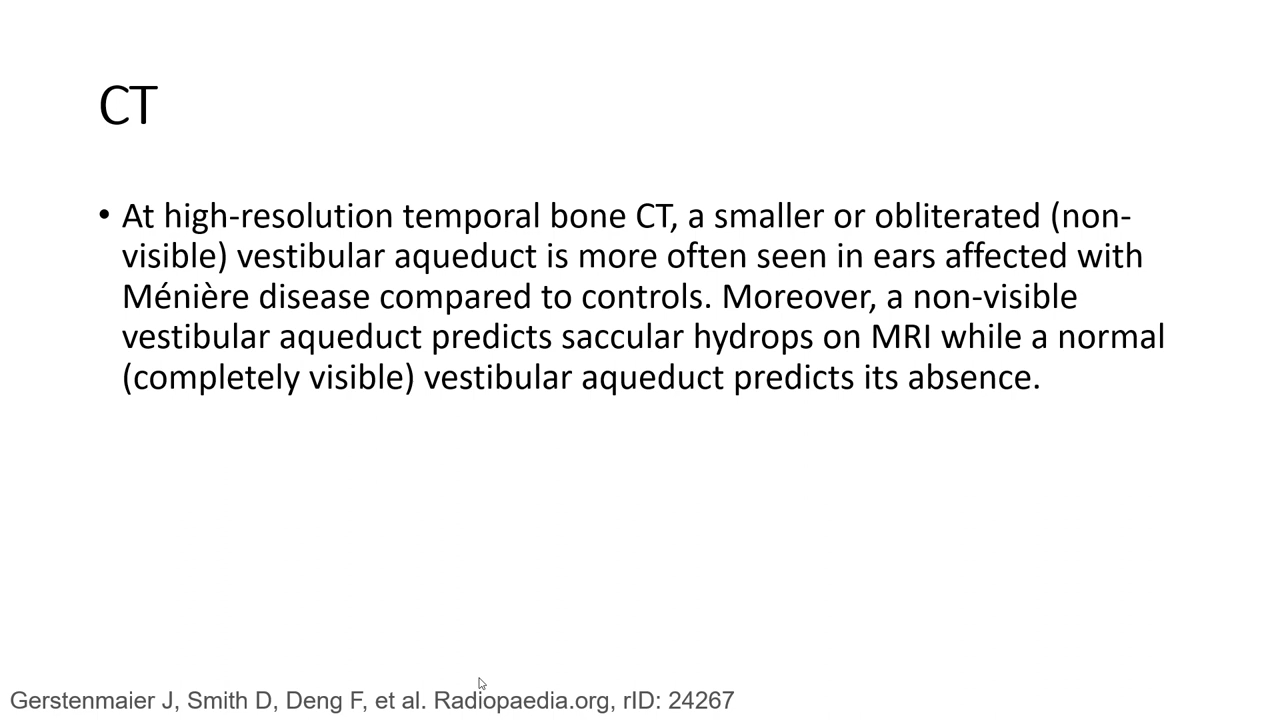 CT
• At high-resolution temporal bone CT, a smaller or obliterated (non-
visible) vestibular aqueduct is more often seen in ears affected with
Ménière disease compared to controls. Moreover, a non-visible
vestibular aqueduct predicts saccular hydrops on MRI while a normal
(completely visible) vestibular aqueduct predicts its absence.
Gerstenmaier J, Smith D, Deng F, et al. Radiopaedia.org, rID: 24267